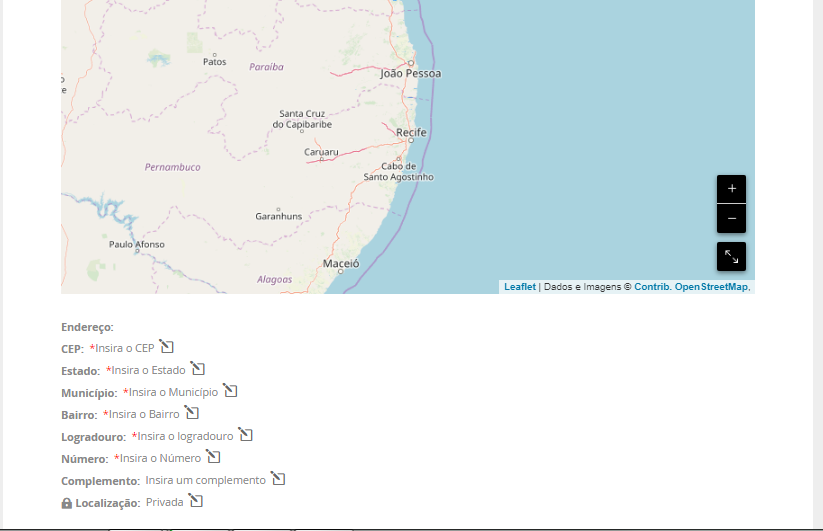 Patos
Paraíba
João Pessoa
e
Santa Cruz
do Capibaribe
Recife
Caruaru
Cabo de
Santo Agostinho
Pernambuco
Garanhuns
Paulo Afonso
Maceió
Alagoas
+
−
Leaflet | Dados e Imagens © Contrib. OpenStreetMap,
Endereço:
CEP: *Insira o CEP
Estado: *Insira o Estado
Município: *Insira o Município
Bairro: *Insira o Bairro
Logradouro: *Insira o logradouro
Número: *Insira o Número
Complemento: Insira um complemento
Localização: Privada